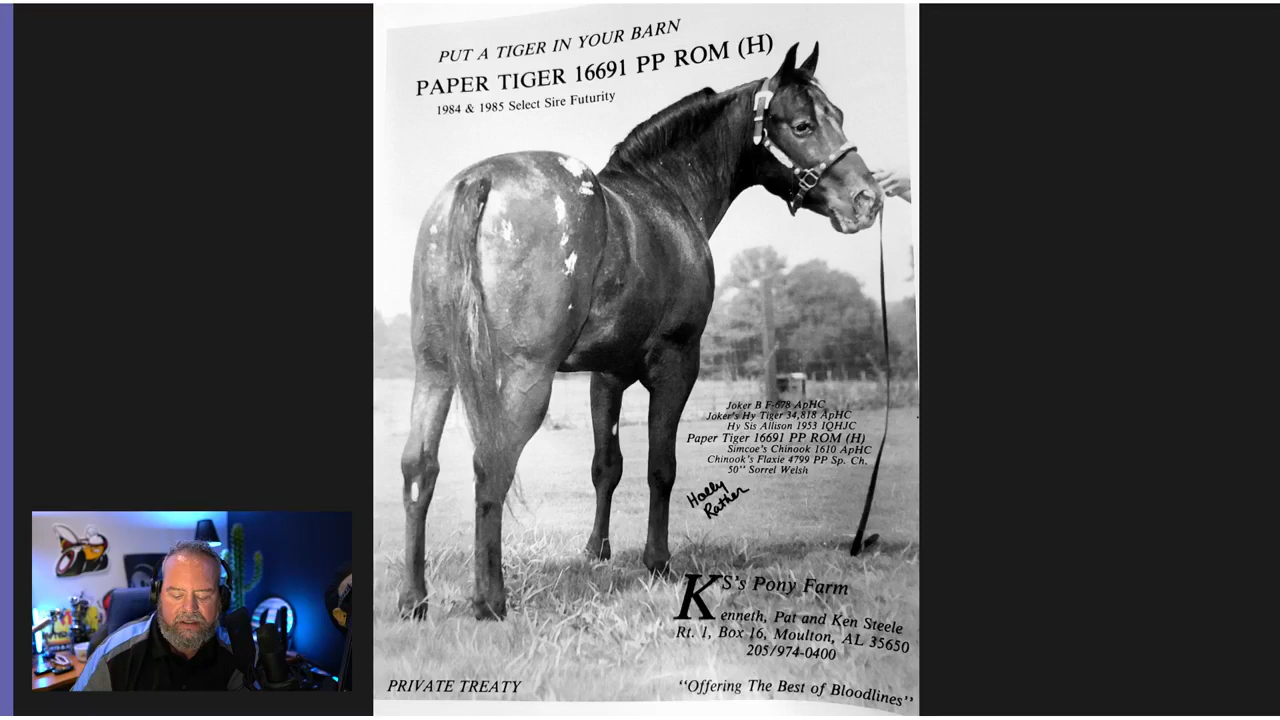 PUT A TIGER IN YOUR BARN
PAPER TIGER 16691 PP ROM (H)
1984 & 1985 Select Sire Futurity
Joker B F-678 ApHC
Joker's Hy Tiger 34,818 ApHC
Hy Sis Allison 1953 IQHJC
Paper Tiger 16691 PP ROM (H)
Simcoe's Chinook 1610 ApHC
Chinook's Flaxie 4799 PP Sp. Ch.
50'' Sorrel Welsh
Holly
Rather
KS's Pony Farm
Kenneth, Pat and Ken Steele
Rt. 1, Box 16, Moulton, AL 35650
205/974-0400
PRIVATE TREATY
"Offering The Best of Bloodlines"